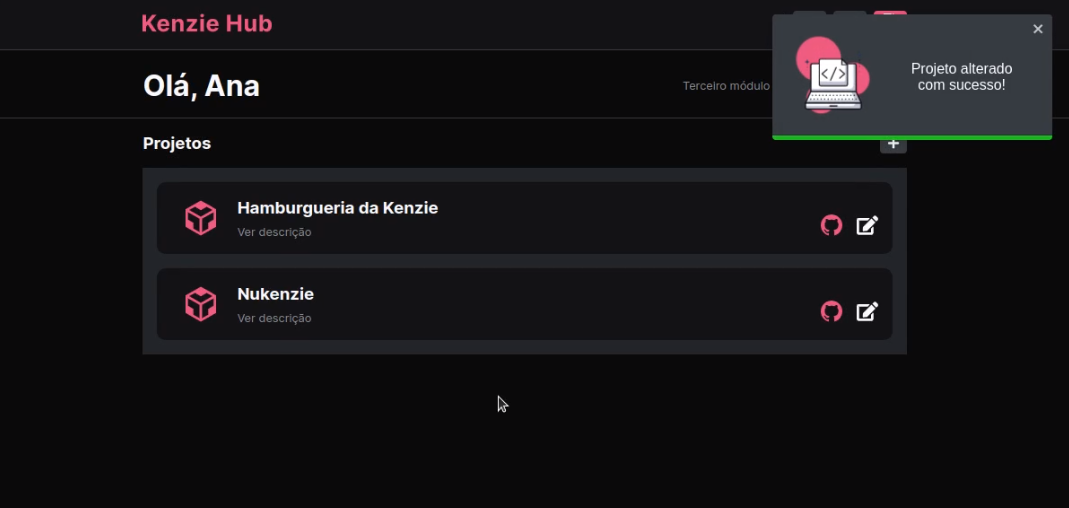 Kenzie Hub
Olá, Ana
Terceiro módulo
Projeto alterado
com sucesso!
Projetos
Hamburgueria da Kenzie
Ver descrição
Nukenzie
Ver descrição